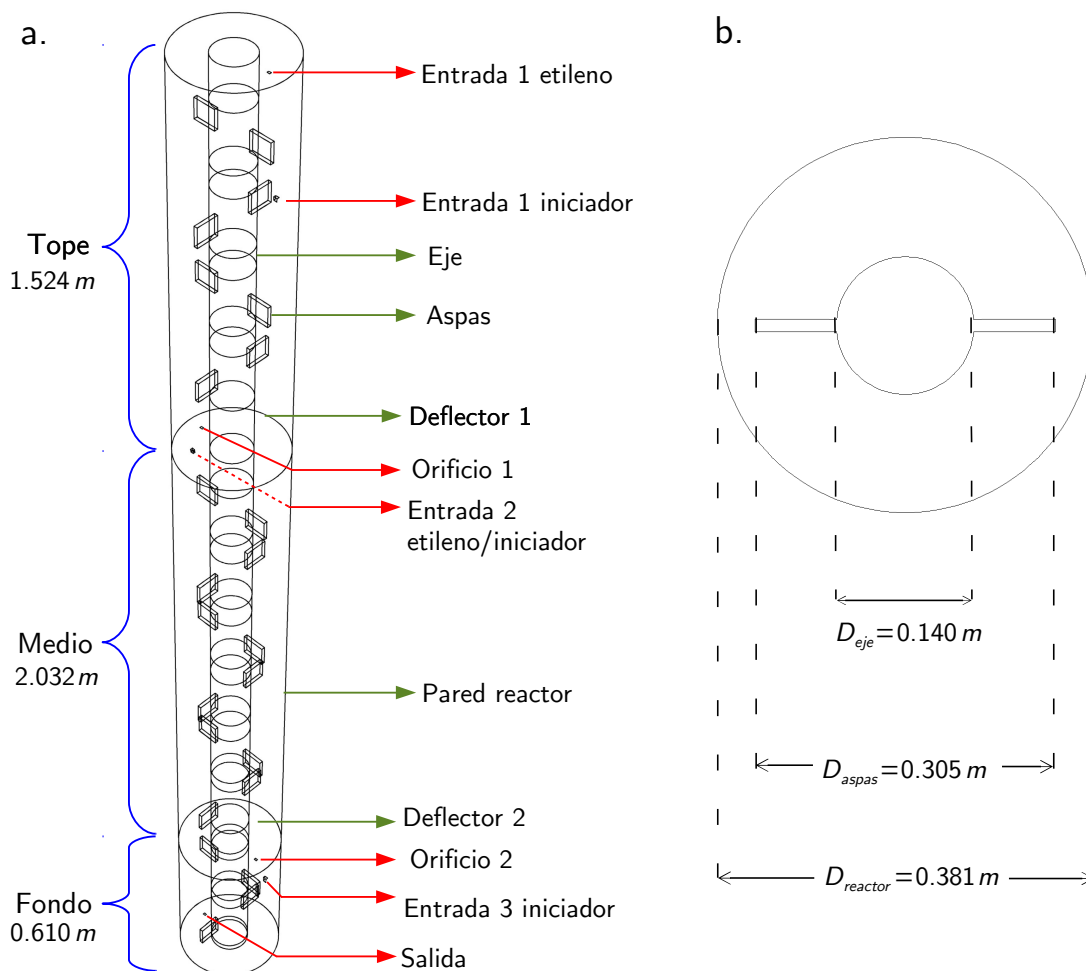 a.
Entrada 1 etileno
Entrada 1 iniciador
Tope
1.524 m
Eje
Aspas
Deflector 1
Orificio 1
Entrada 2
etileno/iniciador
Medio
2.032 m
Pared reactor
Deflector 2
Orificio 2
Fondo
0.610 m
Entrada 3 iniciador
Salida
b.
D_eje = 0.140 m
D_aspas = 0.305 m
D_reactor = 0.381 m